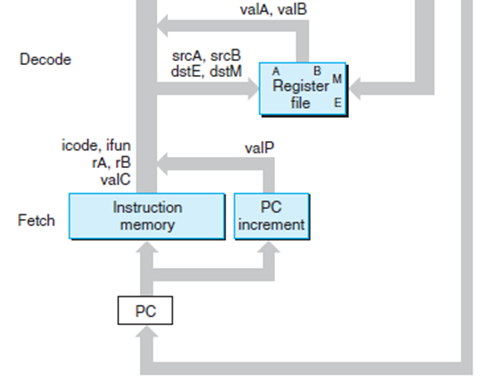 valA, valB
Decode
srcA, srcB
dstE, dstM
A B
Register M
file E
icode, ifun
rA, rB
valC
valP
Fetch
Instruction
memory
PC
increment
PC